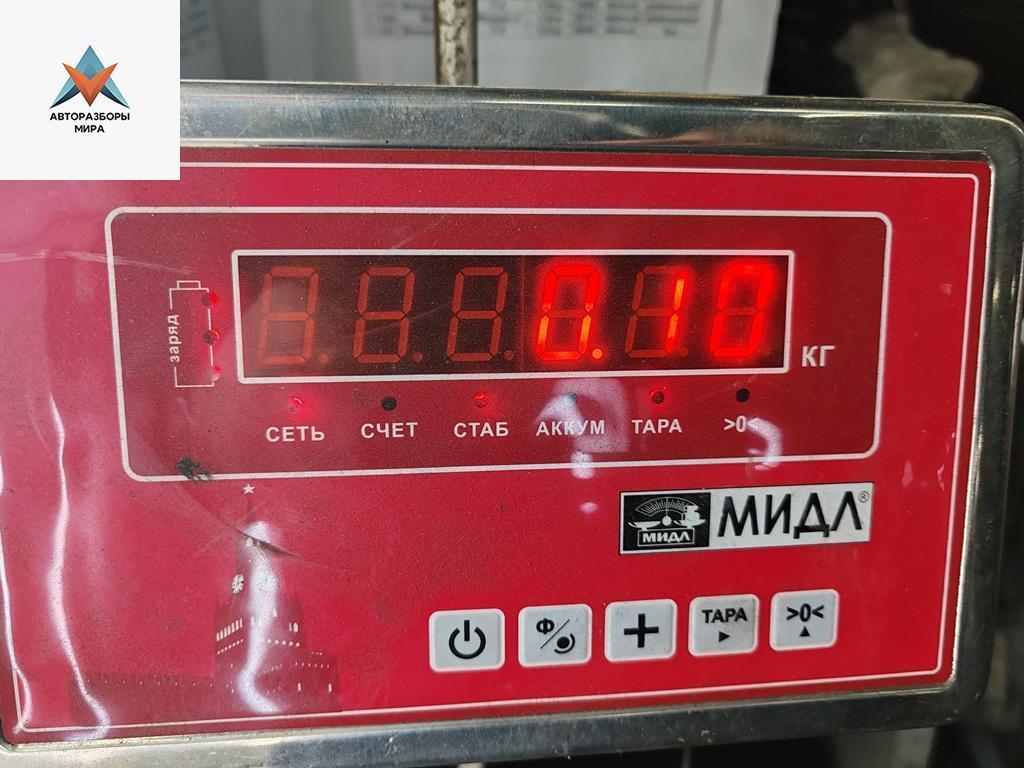 АВТОРАЗБОРЫ
МИРА
заряд
0.10
КГ
СЕТЬ СЧЕТ СТАБ АККУМ ТАРА >0<
МИДЛ
МИДЛ®
Ф ТАРА >0<